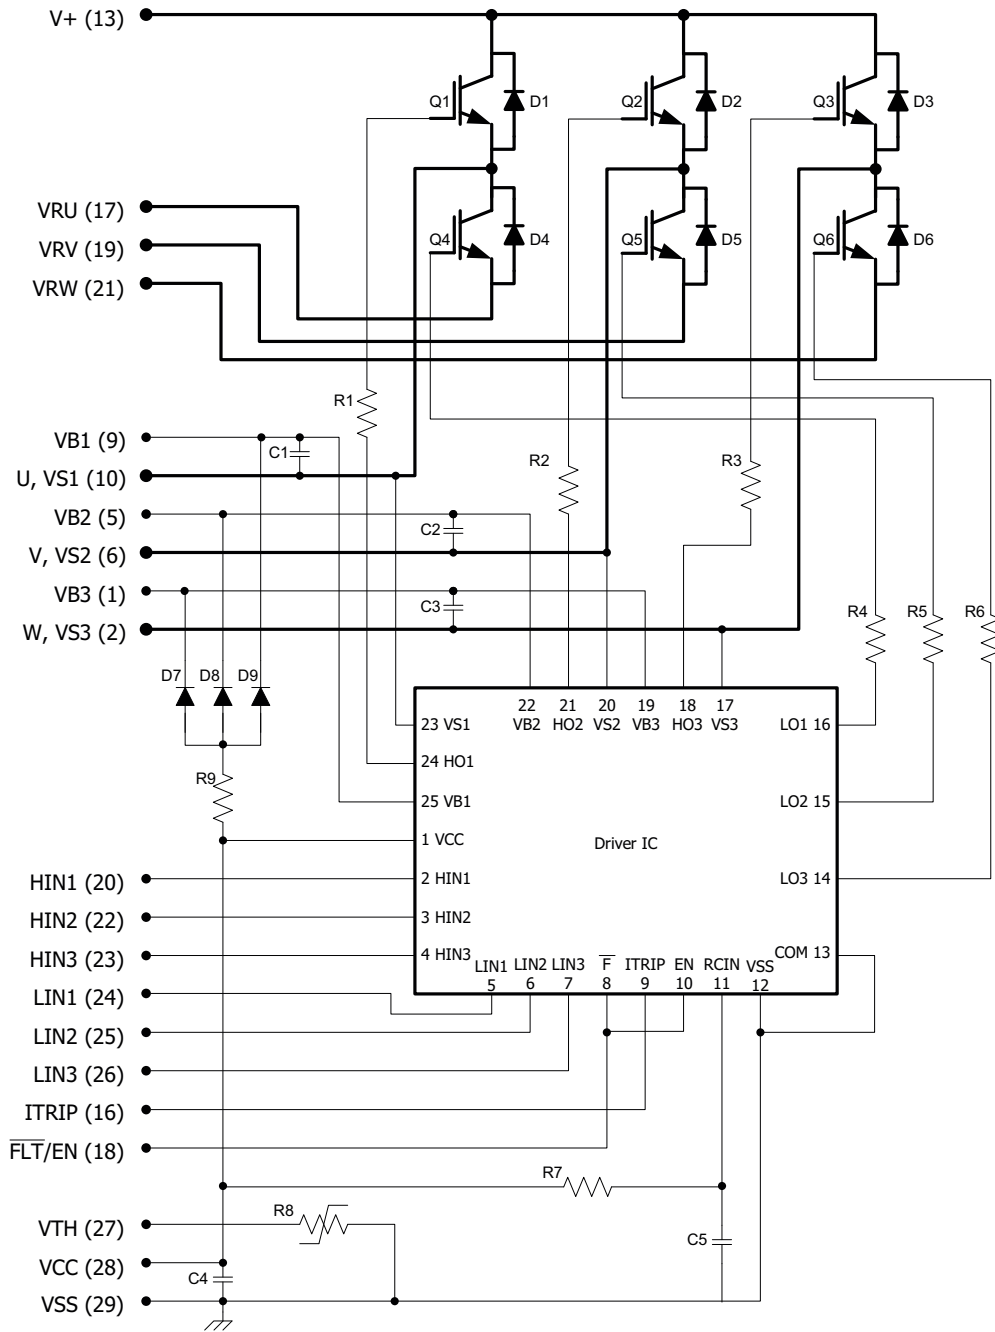 V+ (13)
Q1
D1
Q2
D2
Q3
D3
VRU (17)
VRV (19)
VRW (21)
Q4
D4
Q5
D5
Q6
D6
R1
VB1 (9)
C1
U, VS1 (10)
R2
R3
VB2 (5)
C2
V, VS2 (6)
VB3 (1)
C3
W, VS3 (2)
R4
R5
R6
D7
D8
D9
22
VB2
21
HO2
20
VS2
19
VB3
18
HO3
17
VS3
23 VS1
LO1 16
24 HO1
R9
25 VB1
LO2 15
1 VCC
Driver IC
HIN1 (20)
2 HIN1
LO3 14
HIN2 (22)
3 HIN2
HIN3 (23)
4 HIN3
COM 13
LIN1
5
LIN2
6
LIN3
7
F̅
8
ITRIP
9
EN
10
RCIN
11
VSS
12
LIN1 (24)
LIN2 (25)
LIN3 (26)
ITRIP (16)
F̅L̅T̅/EN (18)
R7
VTH (27)
R8
C5
VCC (28)
C4
VSS (29)